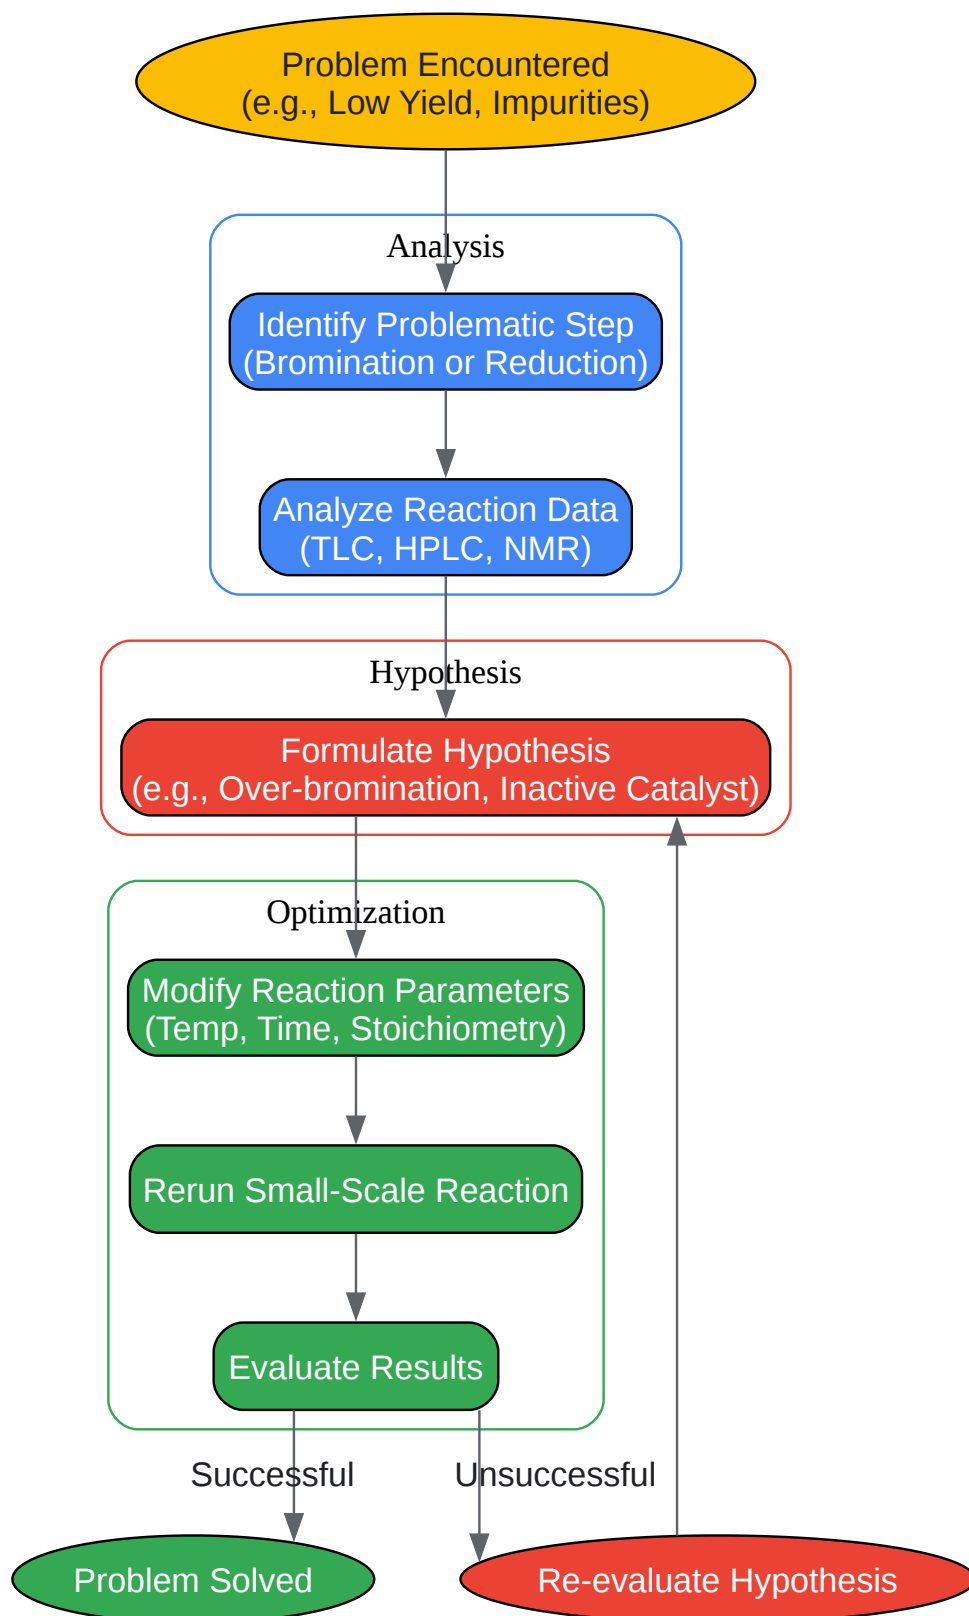 Problem Encountered
(e.g., Low Yield, Impurities)
Analysis
Identify Problematic Step
(Bromination or Reduction)
Analyze Reaction Data
(TLC, HPLC, NMR)
Hypothesis
Formulate Hypothesis
(e.g., Over-bromination, Inactive Catalyst)
Optimization
Modify Reaction Parameters
(Temp, Time, Stoichiometry)
Rerun Small-Scale Reaction
Evaluate Results
Successful
Unsuccessful
Problem Solved
Re-evaluate Hypothesis